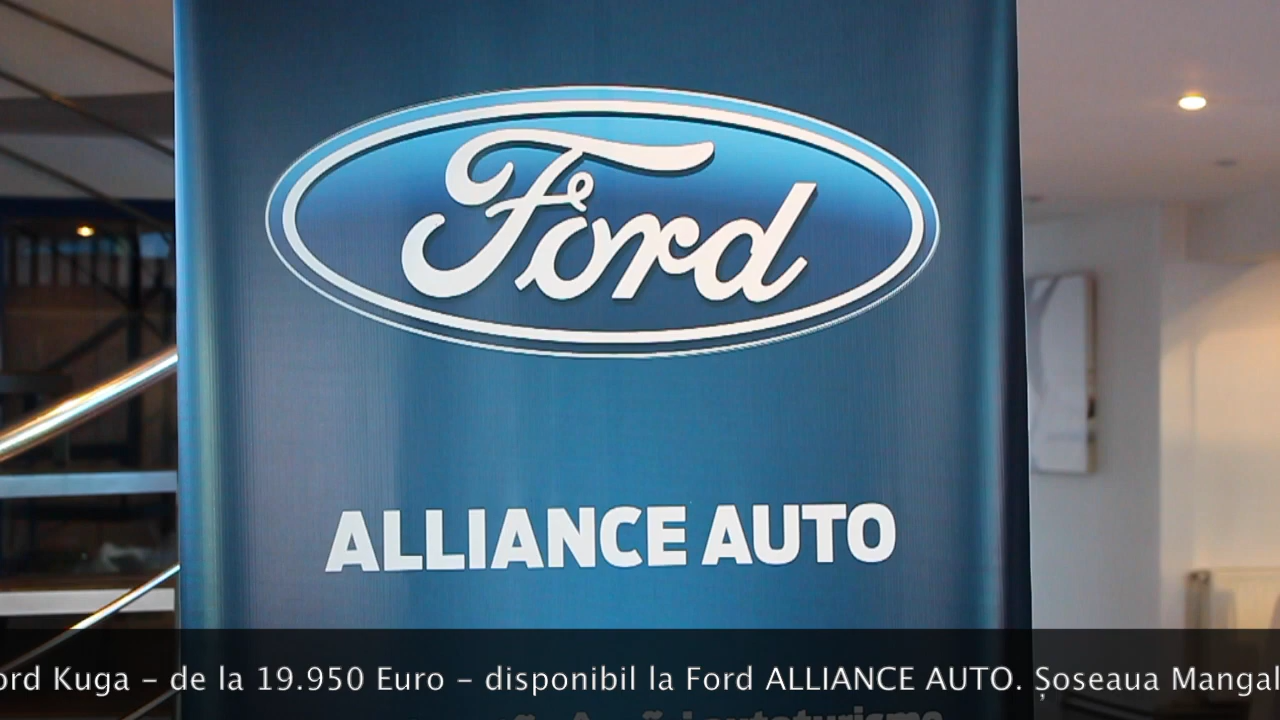 Ford
ALLIANCE AUTO
ord Kuga – de la 19.950 Euro – disponibil la Ford ALLIANCE AUTO. Șoseaua Mangal